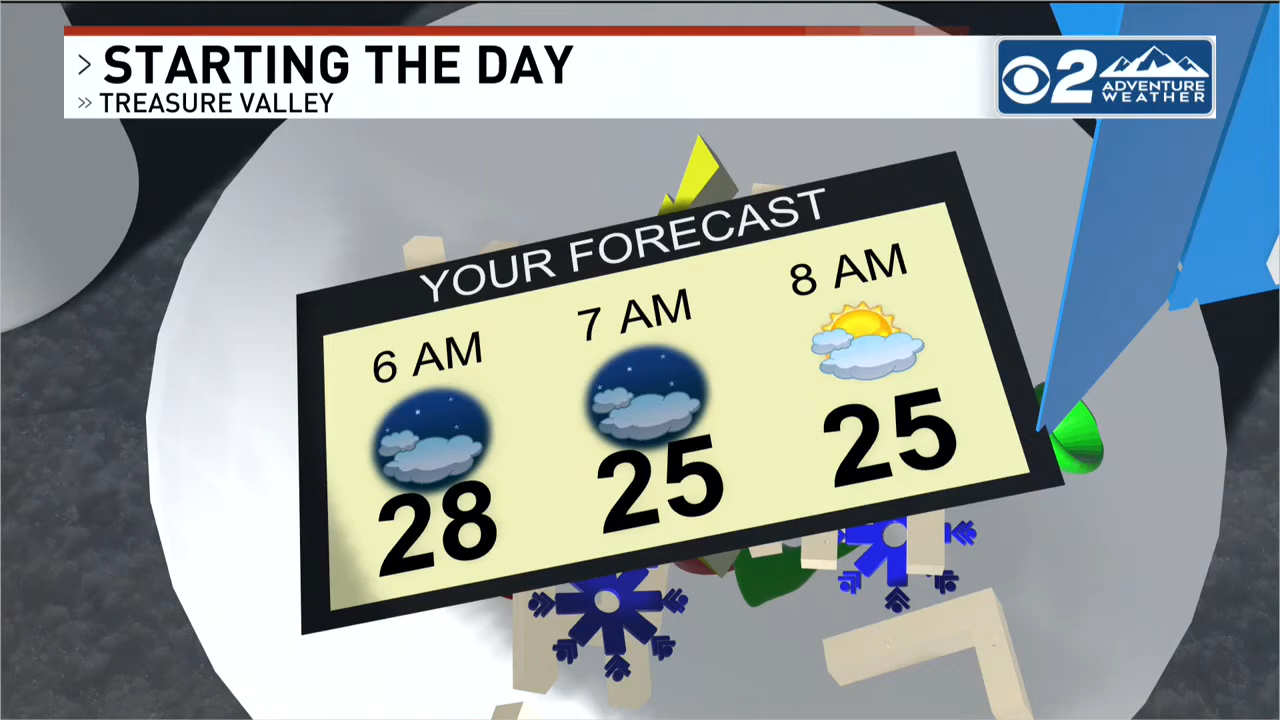 > STARTING THE DAY
» TREASURE VALLEY
2 ADVENTURE WEATHER
YOUR FORECAST
6 AM 7 AM 8 AM
28 25 25